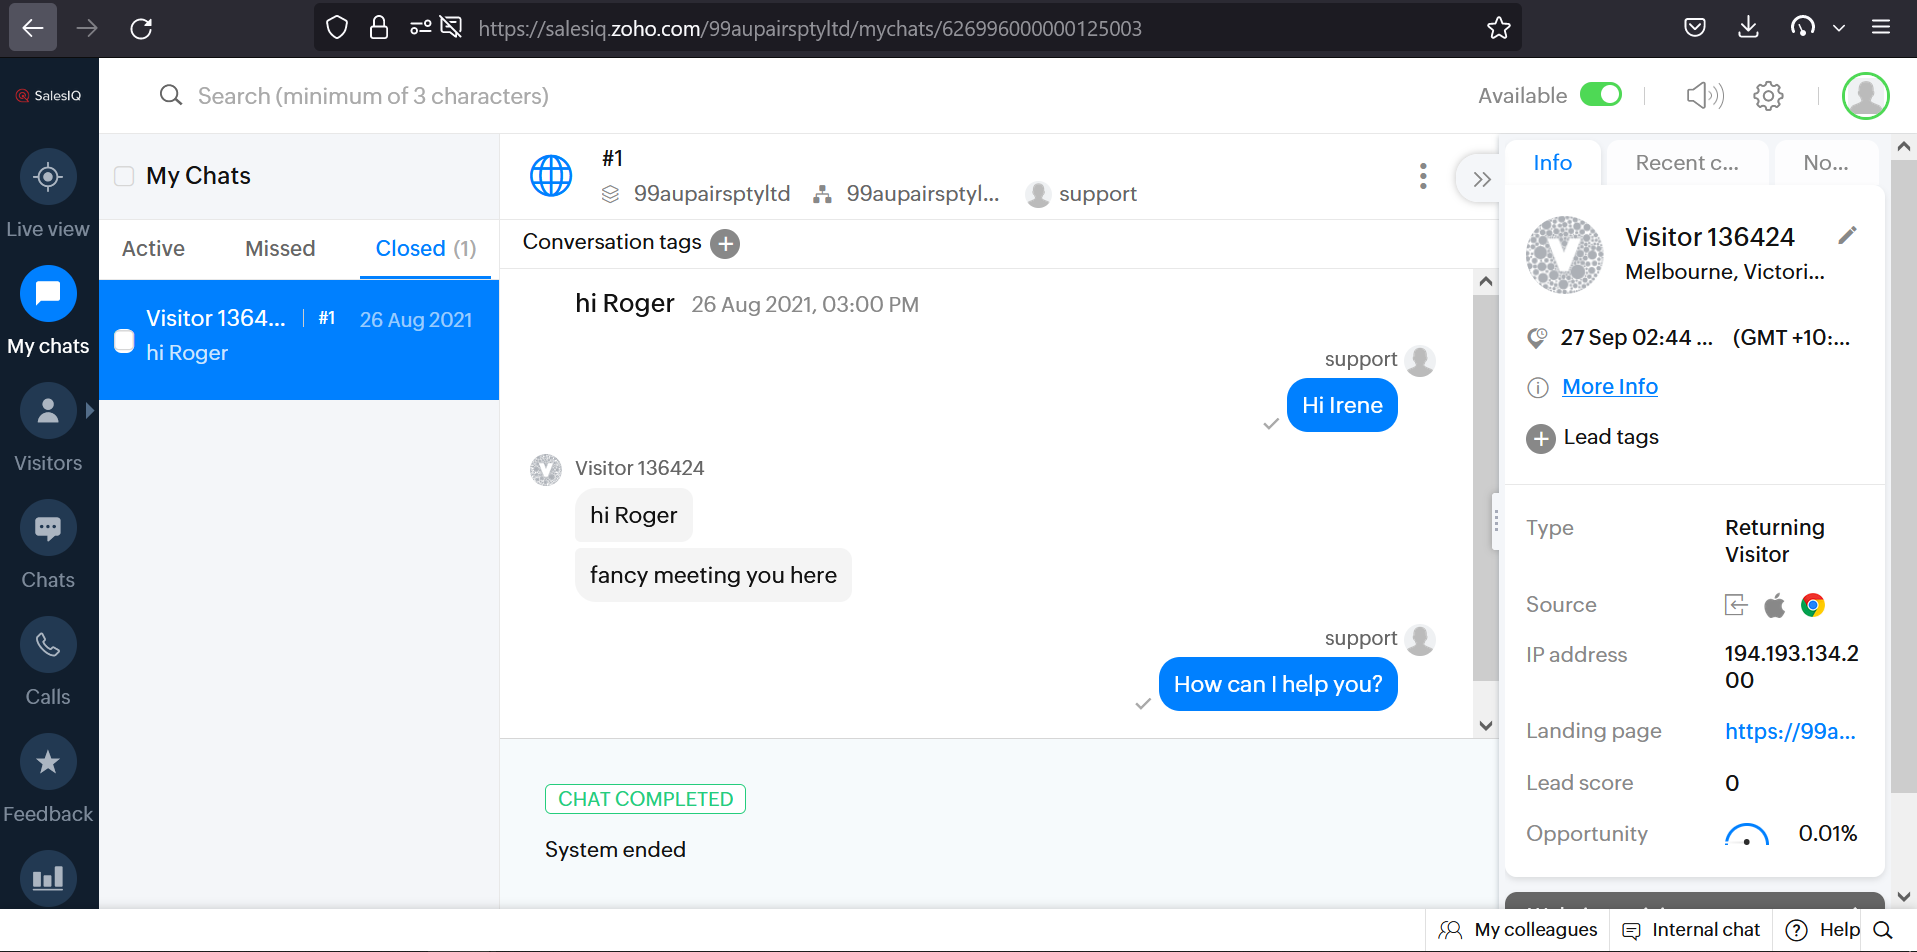 https://salesiq.zoho.com/99aupairsptyltd/mychats/626996000000125003
SalesIQ
Search (minimum of 3 characters)
Available
Live view
My chats
Visitors
Chats
Calls
Feedback
My Chats
Active
Missed
Closed (1)
Visitor 1364... #1 26 Aug 2021
hi Roger
#1
99aupairsptyltd 99aupairsptyl... support
Conversation tags
hi Roger 26 Aug 2021, 03:00 PM
support
Hi Irene
Visitor 136424
hi Roger
fancy meeting you here
support
How can I help you?
CHAT COMPLETED
System ended
Info
Recent c...
No...
Visitor 136424
Melbourne, Victori...
27 Sep 02:44 ... (GMT +10:...
More Info
Lead tags
Type Returning
Visitor
Source
IP address 194.193.134.2
00
Landing page https://99a...
Lead score 0
Opportunity 0.01%
My colleagues
Internal chat
Help